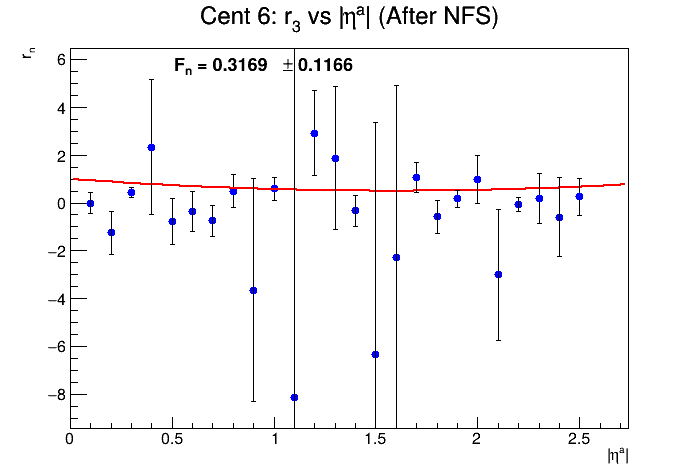 Cent 6: r₃ vs |ηᵃ| (After NFS)
rₙ
Fₙ = 0.3169 ± 0.1166
6
4
2
0
−2
−4
−6
−8
0 0.5 1 1.5 2 2.5
|ηᵃ|